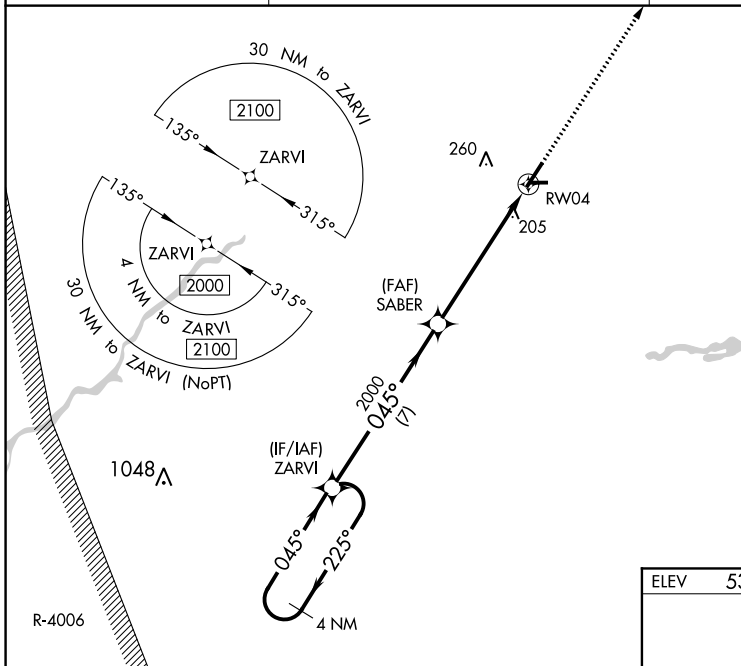 30 NM to ZARVI
2100
135°
ZARVI
315°
135°
ZARVI
2000
315°
4 NM to ZARVI
2100
30 NM to ZARVI (NoPT)
260
RW04
205
(FAF)
SABER
2000
045°
(7)
(IF/IAF)
ZARVI
1048
045°
225°
4 NM
R-4006
ELEV 53